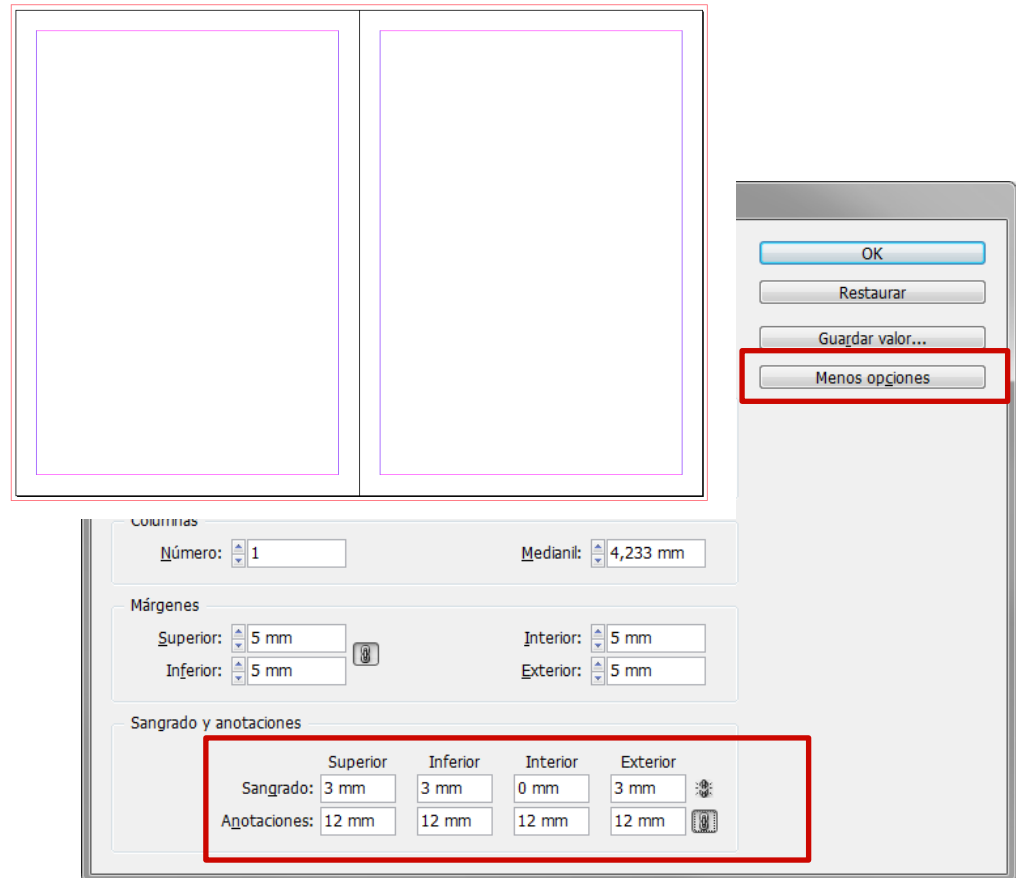 OK
Restaurar
Guardar valor...
Menos opciones
Columnas
Número: 1 Medianil: 4,233 mm
Márgenes
Superior: 5 mm Interior: 5 mm
Inferior: 5 mm Exterior: 5 mm
Sangrado y anotaciones
Superior Inferior Interior Exterior
Sangrado: 3 mm 3 mm 0 mm 3 mm
Anotaciones: 12 mm 12 mm 12 mm 12 mm